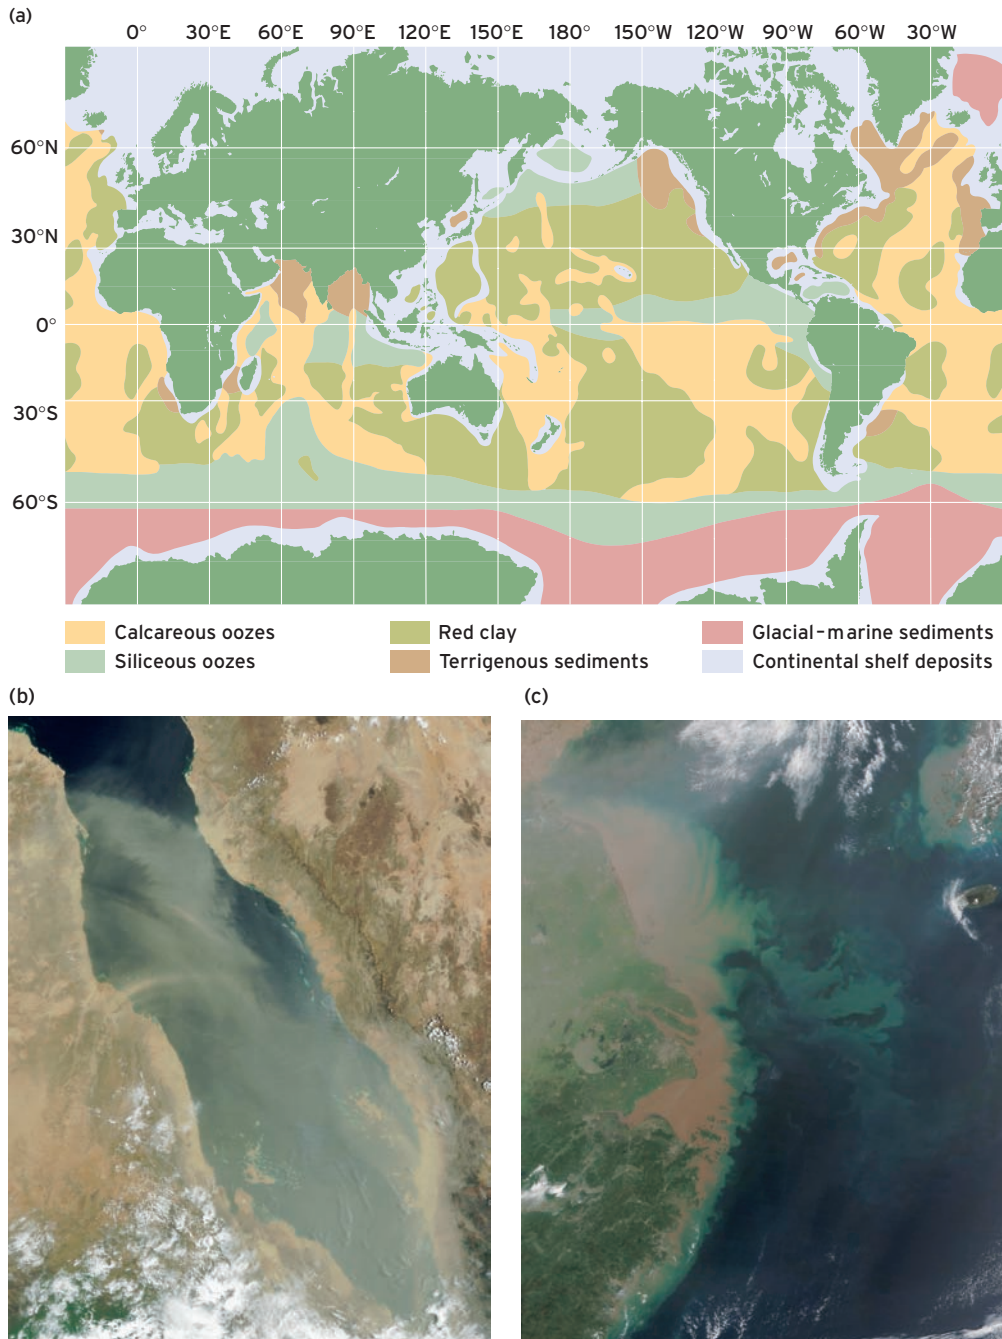 (a)
0° 30°E 60°E 90°E 120°E 150°E 180° 150°W 120°W 90°W 60°W 30°W
60°N
30°N
0°
30°S
60°S
Calcareous oozes Red clay Glacial-marine sediments
Siliceous oozes Terrigenous sediments Continental shelf deposits
(b) (c)